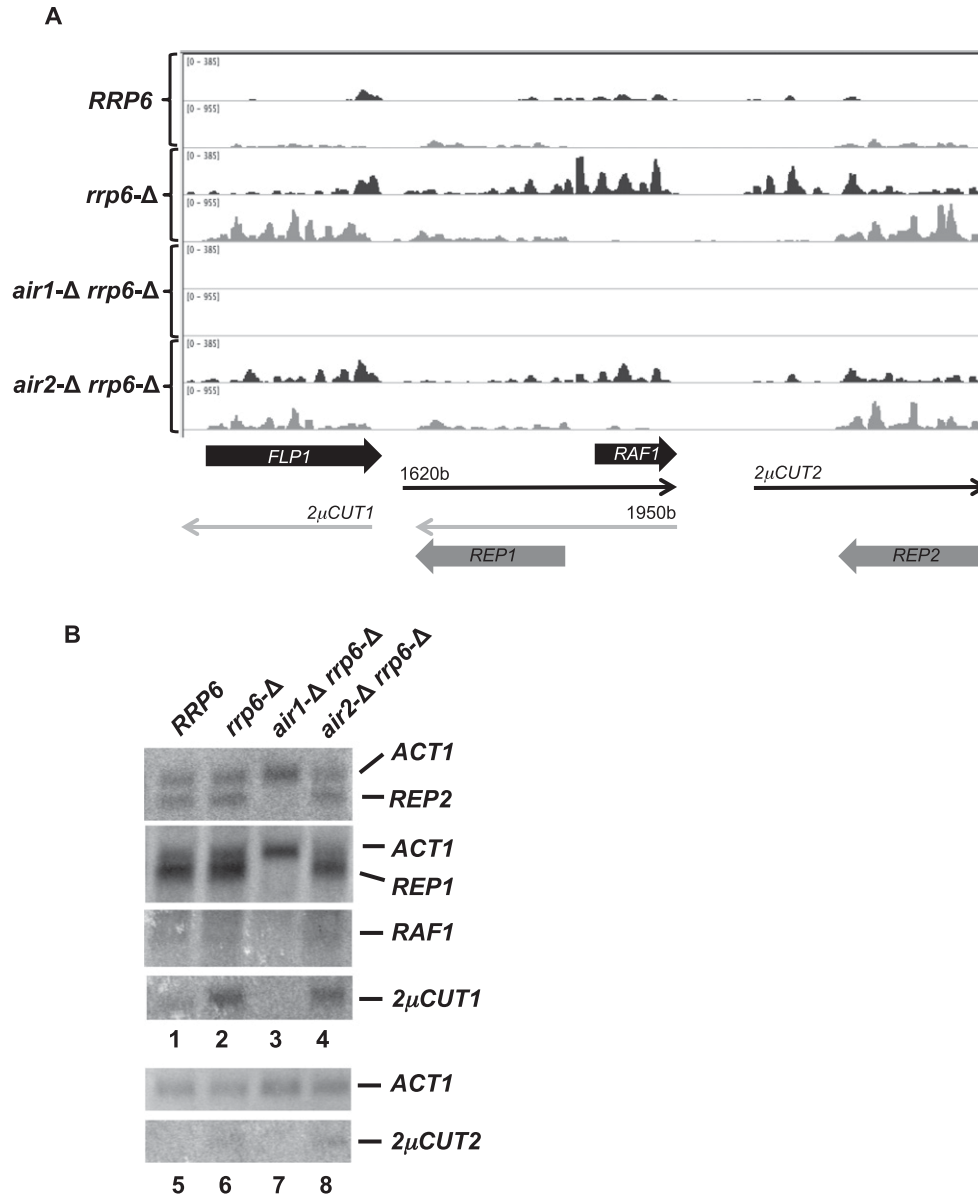 A
RRP6
[0 - 385]
[0 - 955]
rrp6-Δ
[0 - 385]
[0 - 955]
air1-Δ rrp6-Δ
[0 - 385]
[0 - 955]
air2-Δ rrp6-Δ
[0 - 385]
[0 - 955]
FLP1
RAF1
1620b
2μCUT2
2μCUT1
1950b
REP1
REP2
B
RRP6
rrp6-Δ
air1-Δ rrp6-Δ
air2-Δ rrp6-Δ
ACT1
REP2
ACT1
REP1
RAF1
2μCUT1
1 2 3 4
ACT1
2μCUT2
5 6 7 8